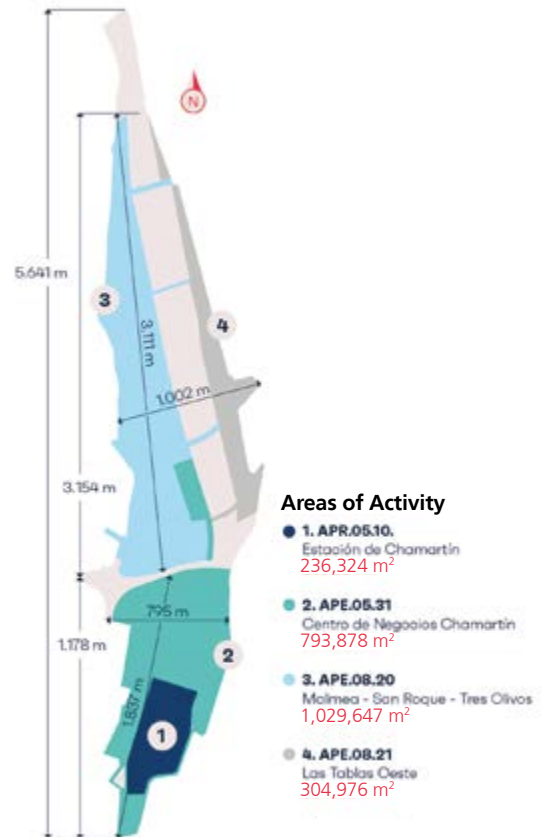 N
5.641 m
3
4
3.111 m
1.002 m
3.154 m
795 m
1.178 m
2
1.837 m
1
Areas of Activity
1. APR.05.10.
Estación de Chamartín
236,324 m²
2. APE.05.31
Centro de Negocios Chamartín
793,878 m²
3. APE.08.20
Malmea - San Roque - Tres Olivos
1,029,647 m²
4. APE.08.21
Las Tablas Oeste
304,976 m²